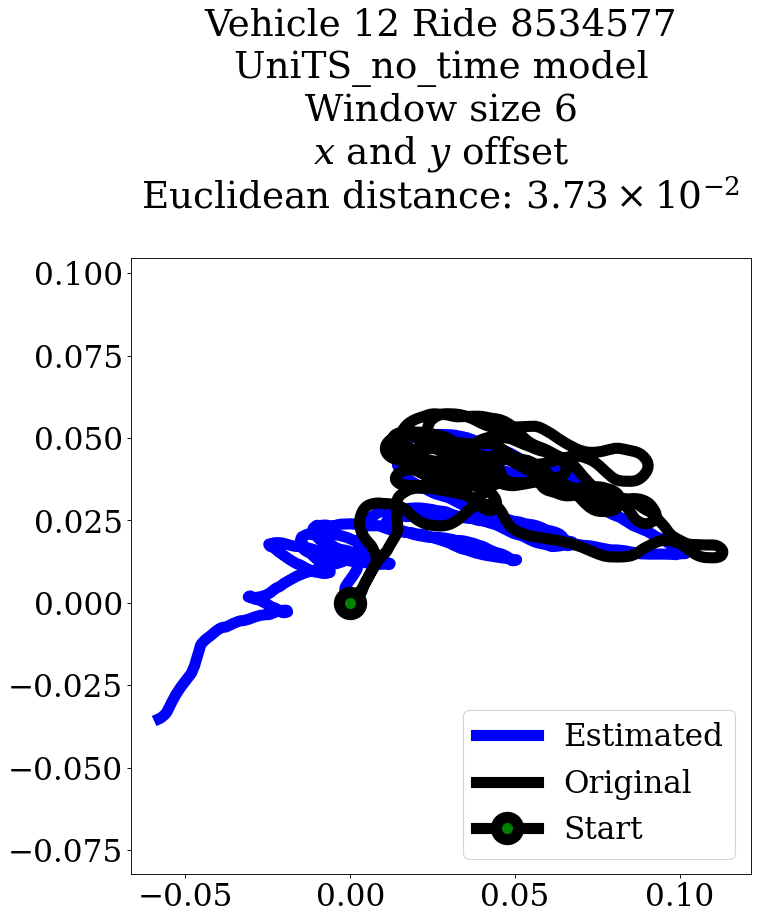 Vehicle 12 Ride 8534577
UniTS_no_time model
Window size 6
x and y offset
Euclidean distance: 3.73 × 10⁻²
0.100
0.075
0.050
0.025
0.000
−0.025
−0.050
−0.075
Estimated
Original
Start
−0.05
0.00
0.05
0.10